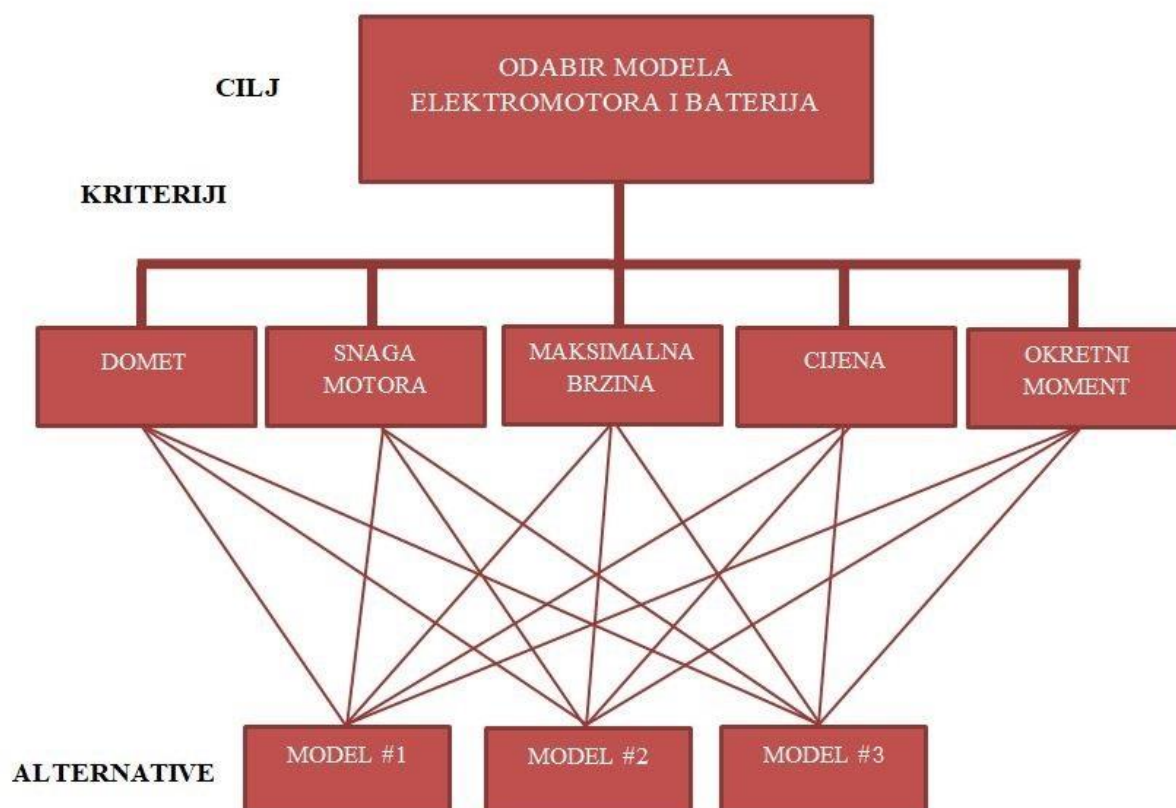 CILJ
ODABIR MODELA
ELEKTROMOTORA I BATERIJA
KRITERIJI
DOMET
SNAGA
MOTORA
MAKSIMALNA
BRZINA
CIJENA
OKRETNI
MOMENT
ALTERNATIVE
MODEL #1
MODEL #2
MODEL #3